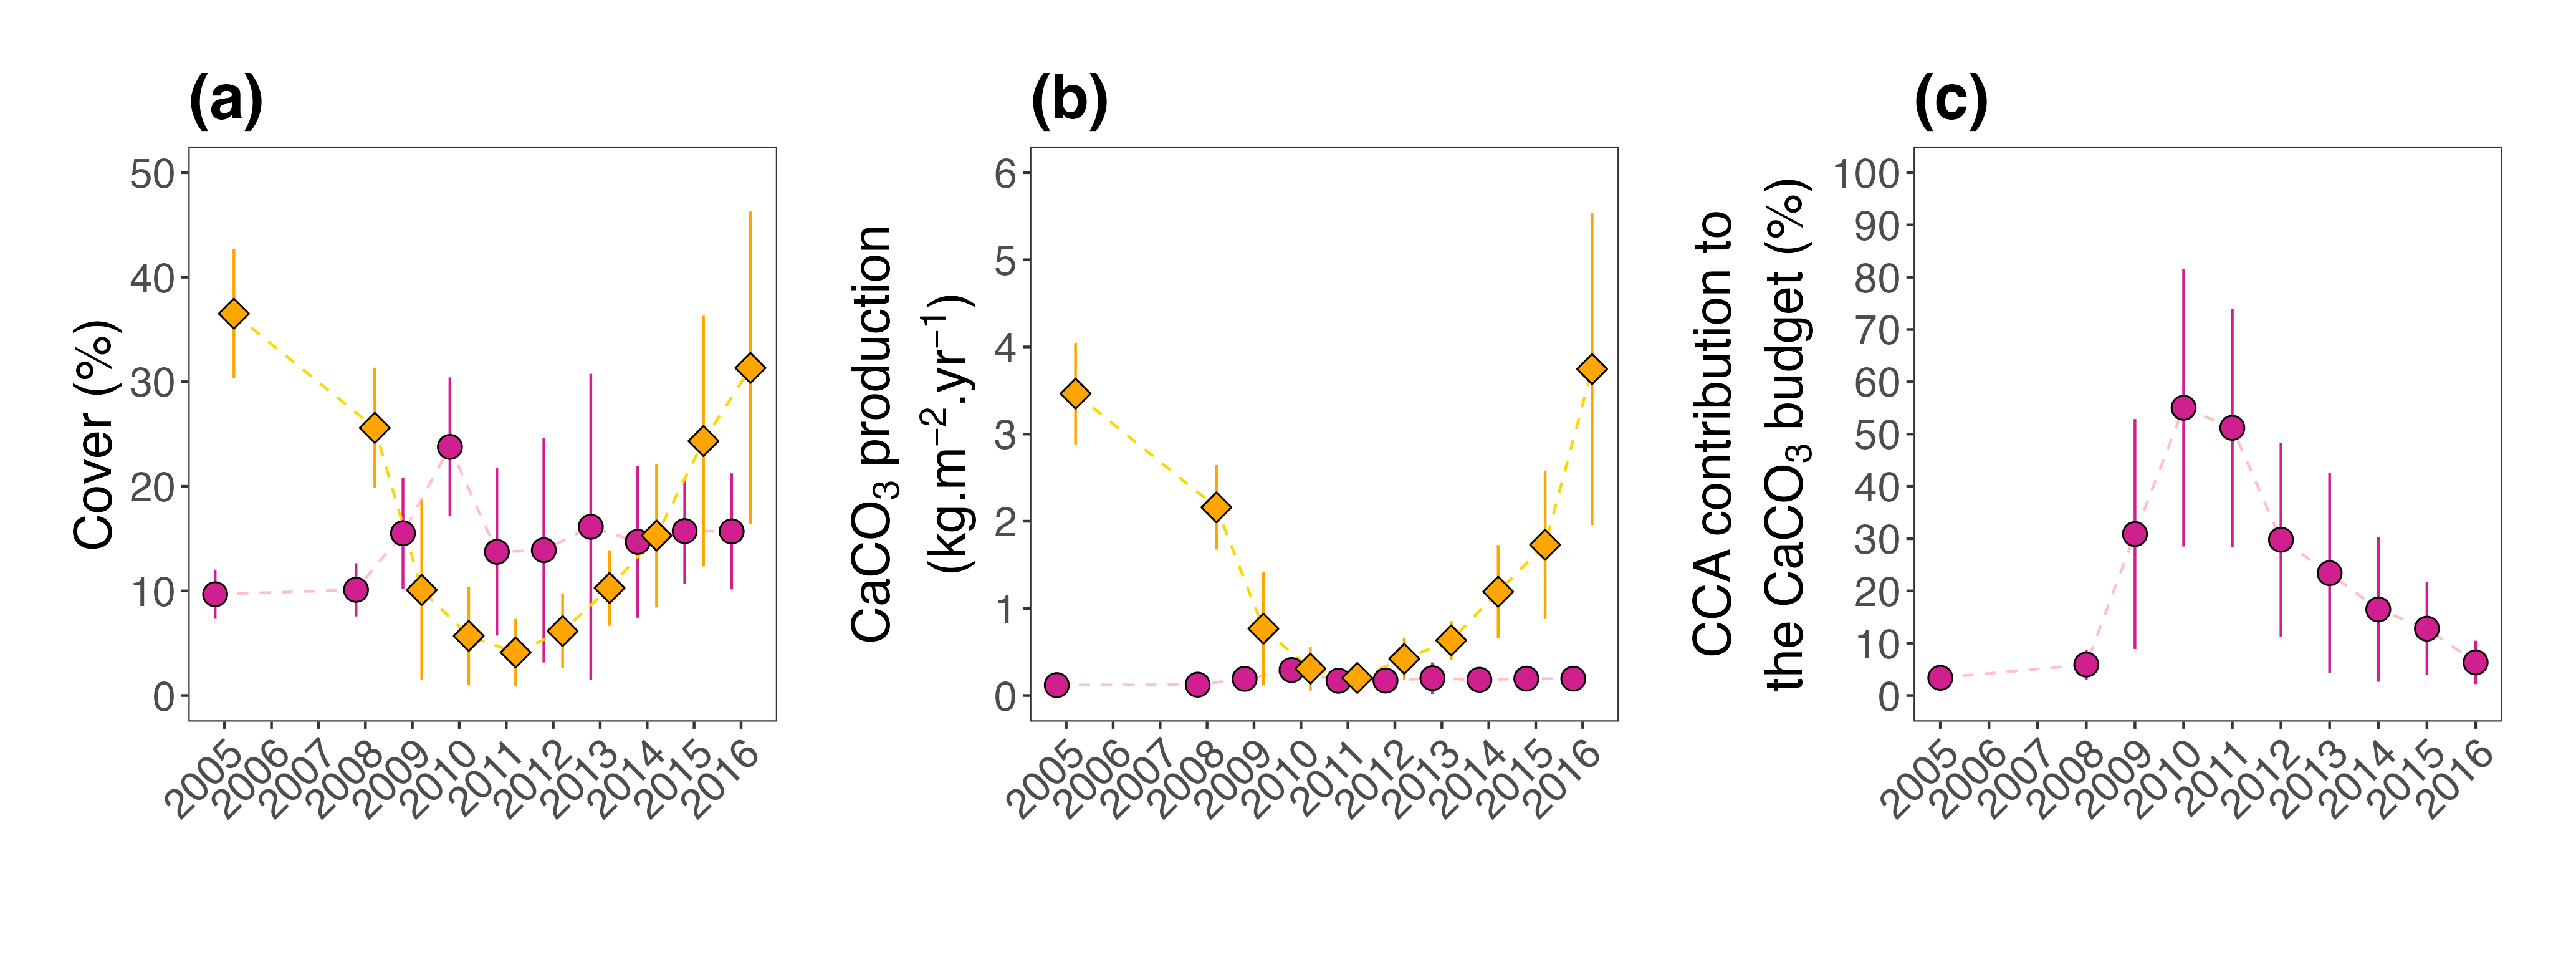 (a)
Cover (%)
50
40
30
20
10
0
2005 2006 2007 2008 2009 2010 2011 2012 2013 2014 2015 2016
(b)
CaCO₃ production
(kg.m⁻².yr⁻¹)
6
5
4
3
2
1
0
2005 2006 2007 2008 2009 2010 2011 2012 2013 2014 2015 2016
(c)
CCA contribution to
the CaCO₃ budget (%)
100
90
80
70
60
50
40
30
20
10
0
2005 2006 2007 2008 2009 2010 2011 2012 2013 2014 2015 2016